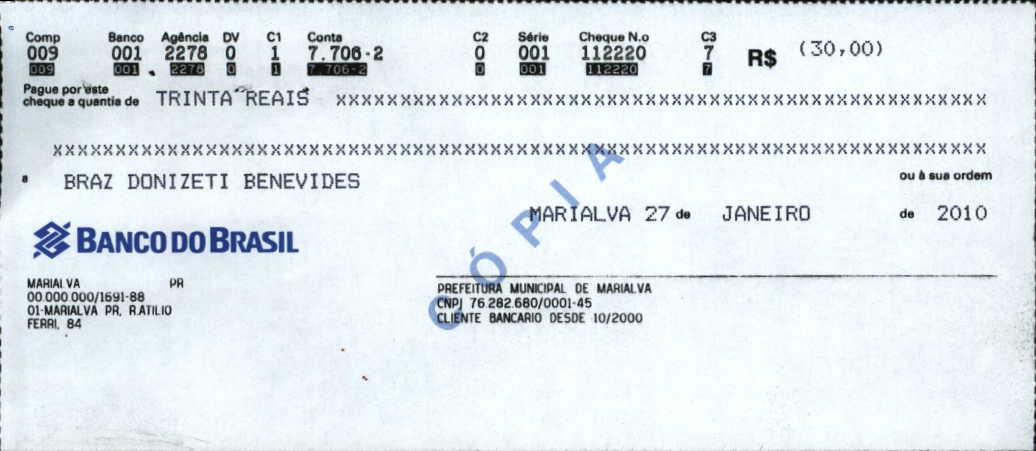 Comp Banco Agência DV C1 Conta C2 Série Cheque N.o C3
009 001 2278 0 1 7.706-2 0 001 112220 7 R$ (30,00)
009 001 2278 0 1 7.706-2 0 001 112220 7
Pague por este
cheque a quantia de TRINTA REAIS XXXXXXXXXXXXXXXXXXXXXXXXXXXXXXXXXXXXXXXXXXXXXXXXXXXXXXXXXXXX
XXXXXXXXXXXXXXXXXXXXXXXXXXXXXXXXXXXXXXXXXXXXXXXXXXXXXXXXXXXXXXXXXXXXXXXXXXXXXXXXXXXXXX
a BRAZ DONIZETI BENEVIDES ou à sua ordem
MARIALVA 27 de JANEIRO de 2010
BANCO DO BRASIL
MARIALVA PR
00.000.000/1691-88
01-MARIALVA PR, R.ATILIO
FERRI, 84
PREFEITURA MUNICIPAL DE MARIALVA
CNPJ 76.282.680/0001-45
CLIENTE BANCARIO DESDE 10/2000
CÓPIA